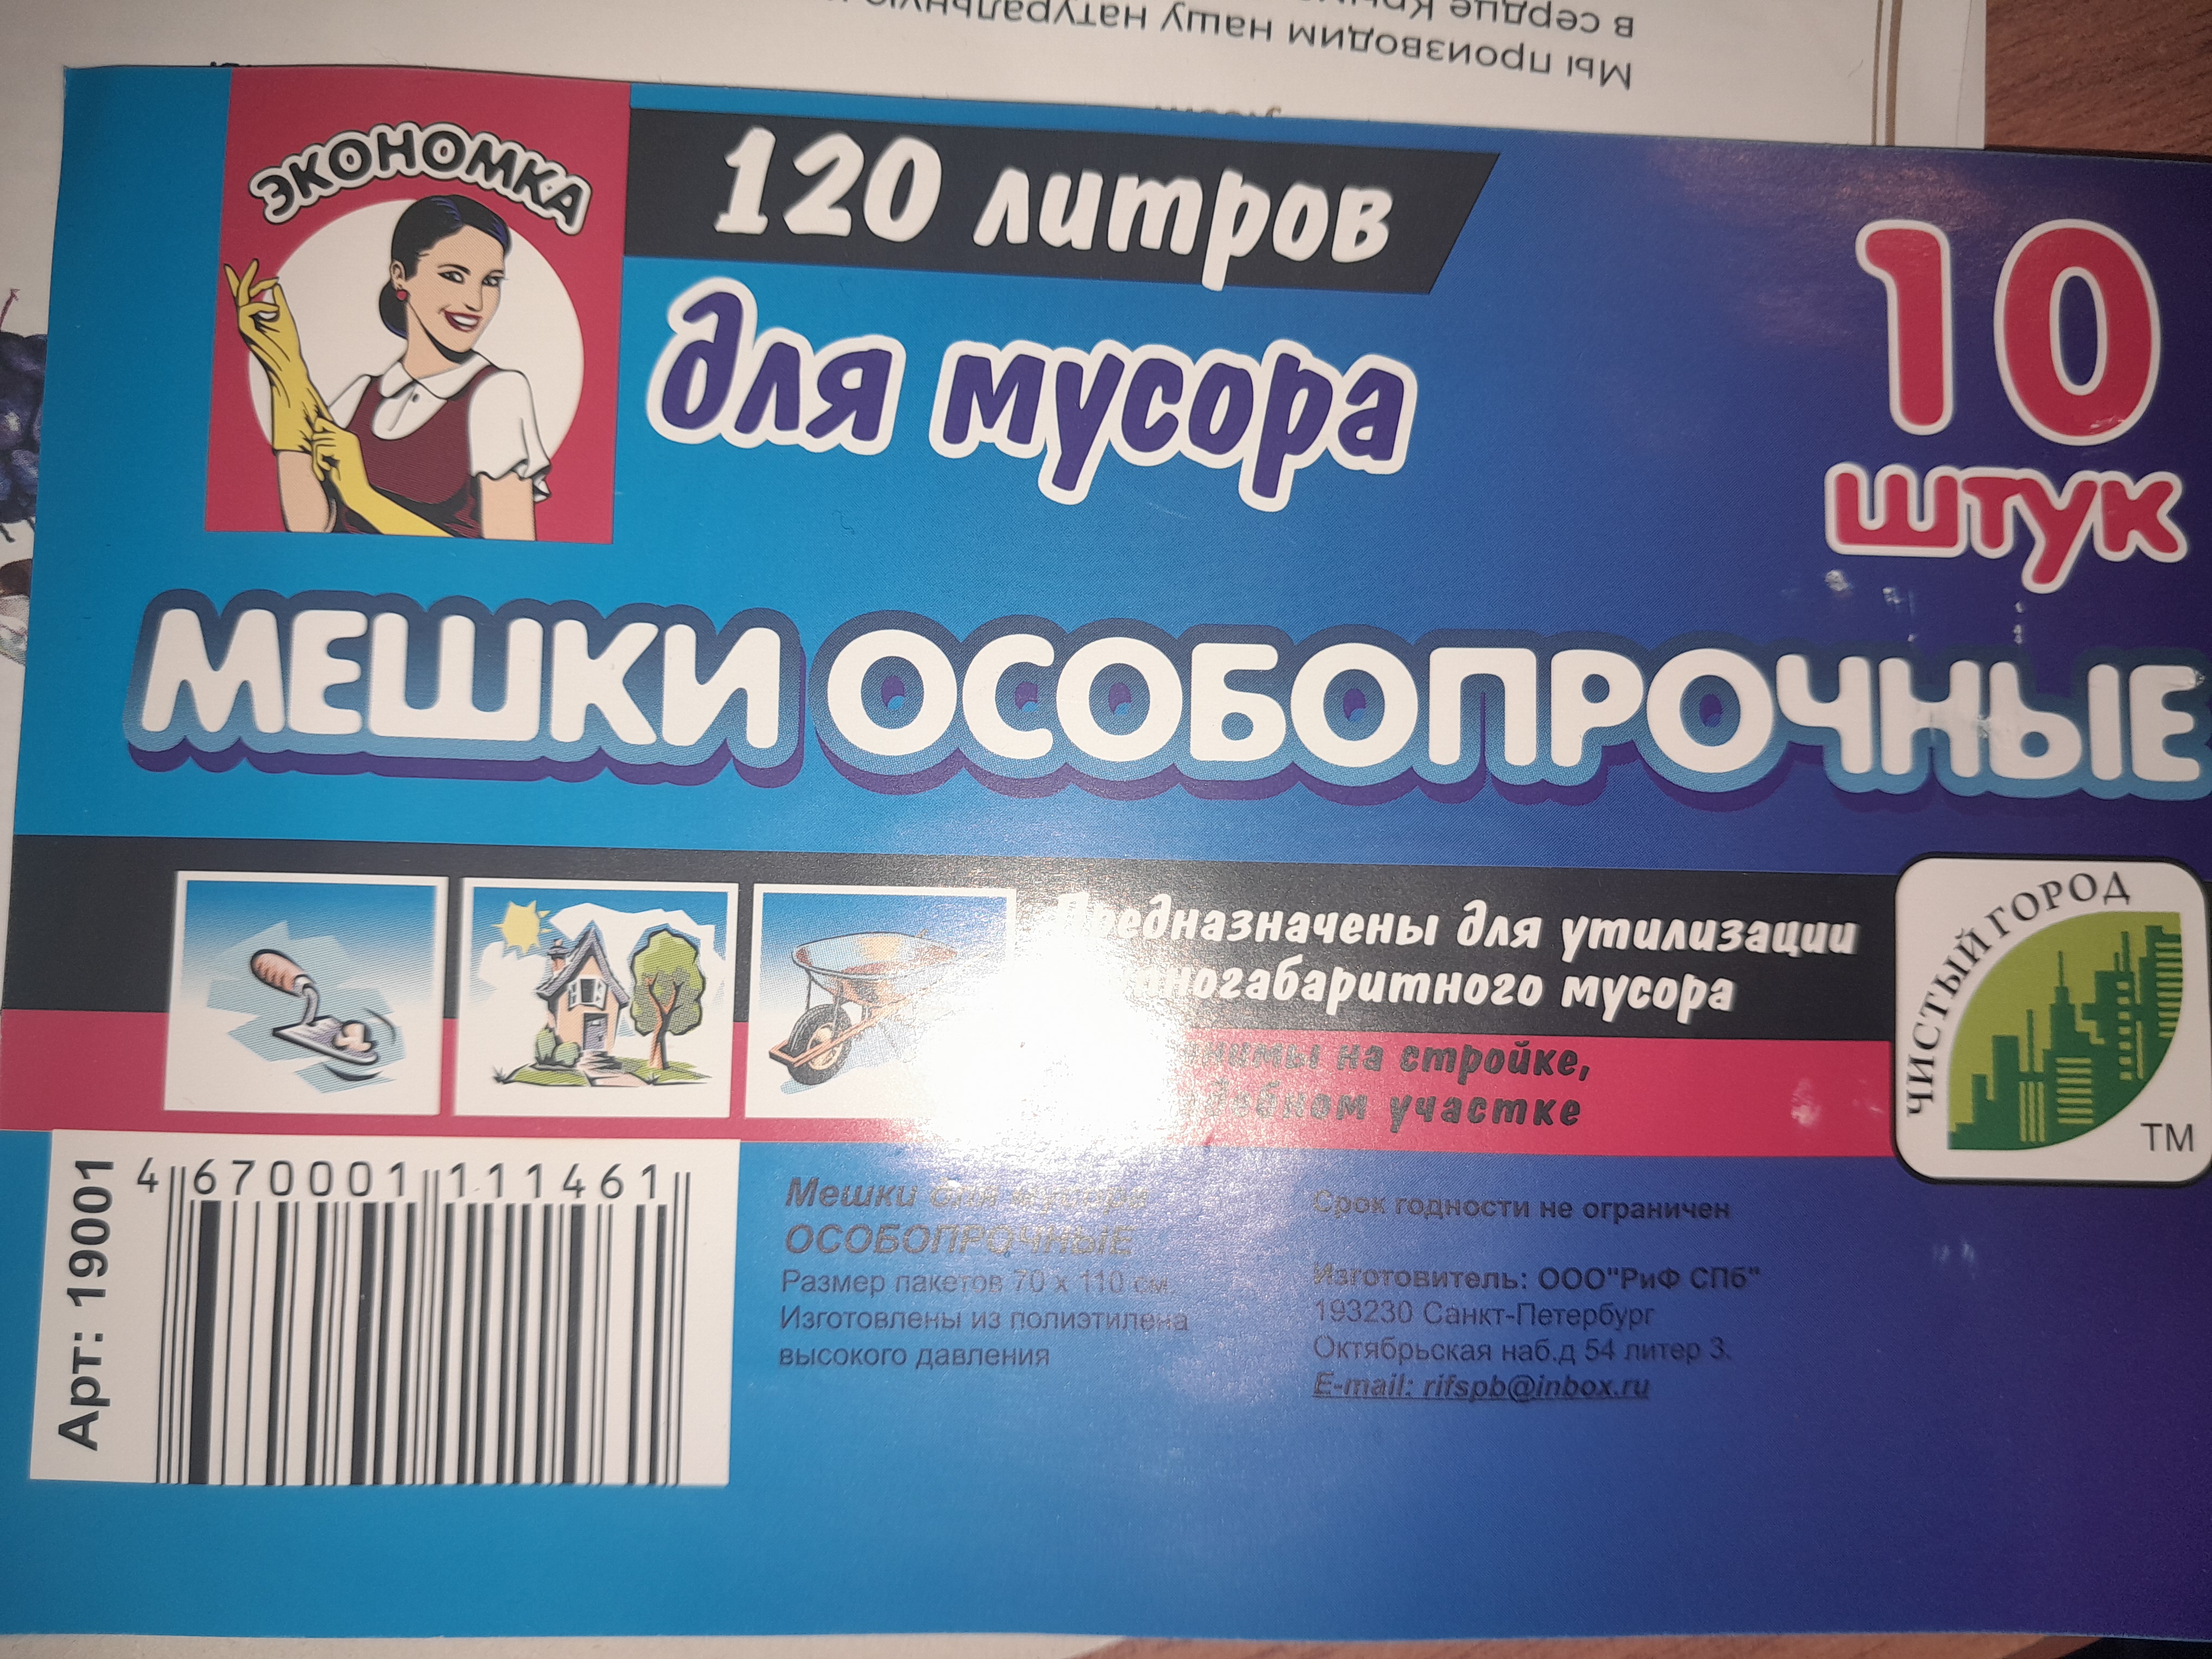 в сердце
Мы производим нашу натуральную
ЭКОНОМКА
120 литров
для мусора
10
штук
МЕШКИ ОСОБОПРОЧНЫЕ
Предназначены для утилизации
мусора
на стройке,
участке
ЧИСТЫЙ ГОРОД
TM
Арт: 19001
4 670001 111461
Мешки для мусора
ОСОБОПРОЧНЫЕ
Размер пакетов 70 х 110 см
Изготовлены из полиэтилена
высокого давления
Срок годности не ограничен
Изготовитель: ООО"РиФ СПб"
193230 Санкт-Петербург
Октябрьская наб.д 54 литер 3.
E-mail: rifspb@inbox.ru